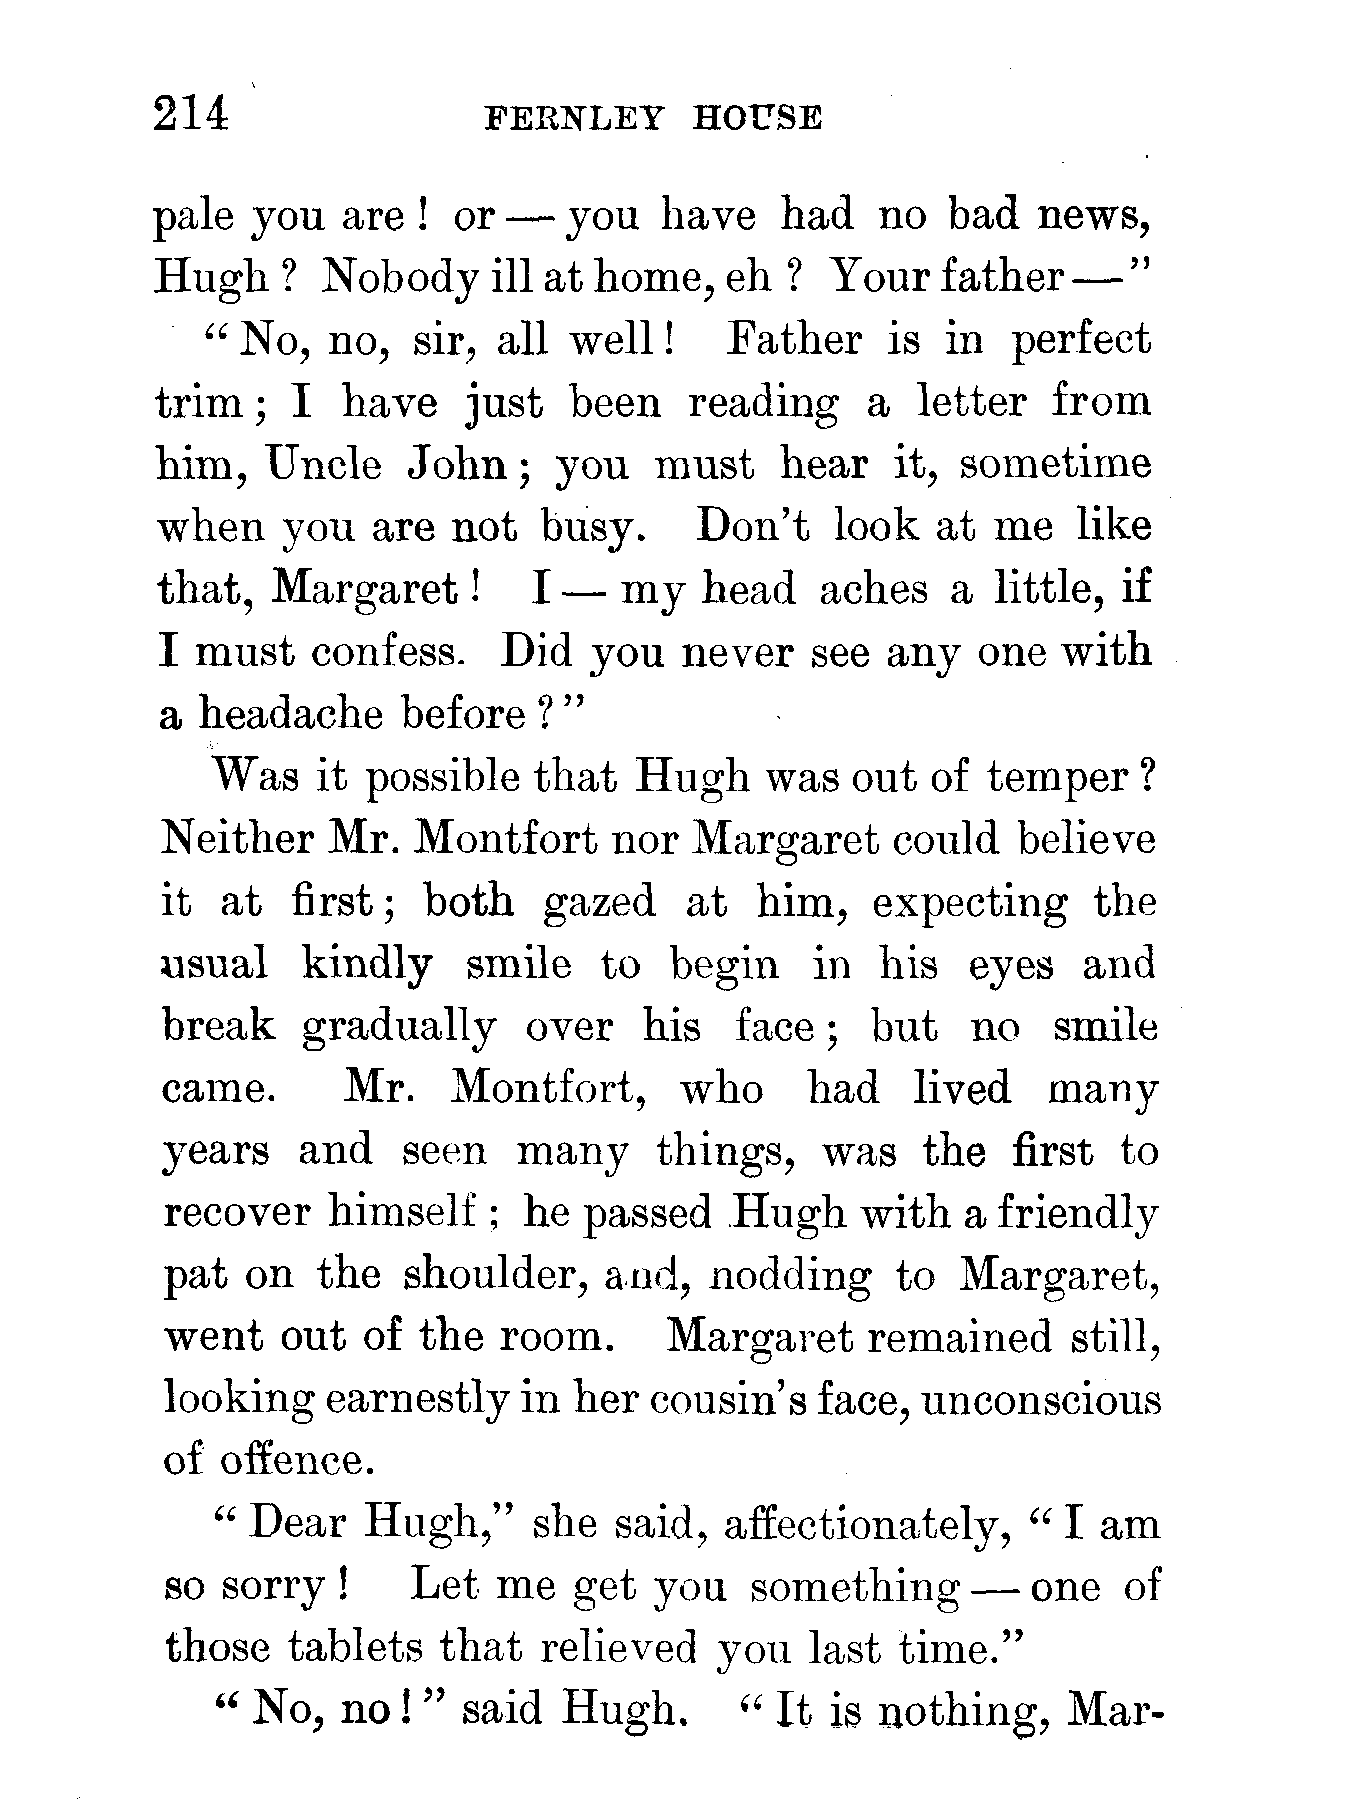 214 FERNLEY HOUSE
pale you are! or — you have had no bad news,
Hugh? Nobody ill at home, eh? Your father—”
“No, no, sir, all well! Father is in perfect
trim; I have just been reading a letter from
him, Uncle John; you must hear it, sometime
when you are not busy. Don’t look at me like
that, Margaret! I — my head aches a little, if
I must confess. Did you never see any one with
a headache before?”
Was it possible that Hugh was out of temper?
Neither Mr. Montfort nor Margaret could believe
it at first; both gazed at him, expecting the
usual kindly smile to begin in his eyes and
break gradually over his face; but no smile
came. Mr. Montfort, who had lived many
years and seen many things, was the first to
recover himself; he passed Hugh with a friendly
pat on the shoulder, and, nodding to Margaret,
went out of the room. Margaret remained still,
looking earnestly in her cousin’s face, unconscious
of offence.
“Dear Hugh,” she said, affectionately, “I am
so sorry! Let me get you something — one of
those tablets that relieved you last time.”
“No, no!” said Hugh. “It is nothing, Mar-